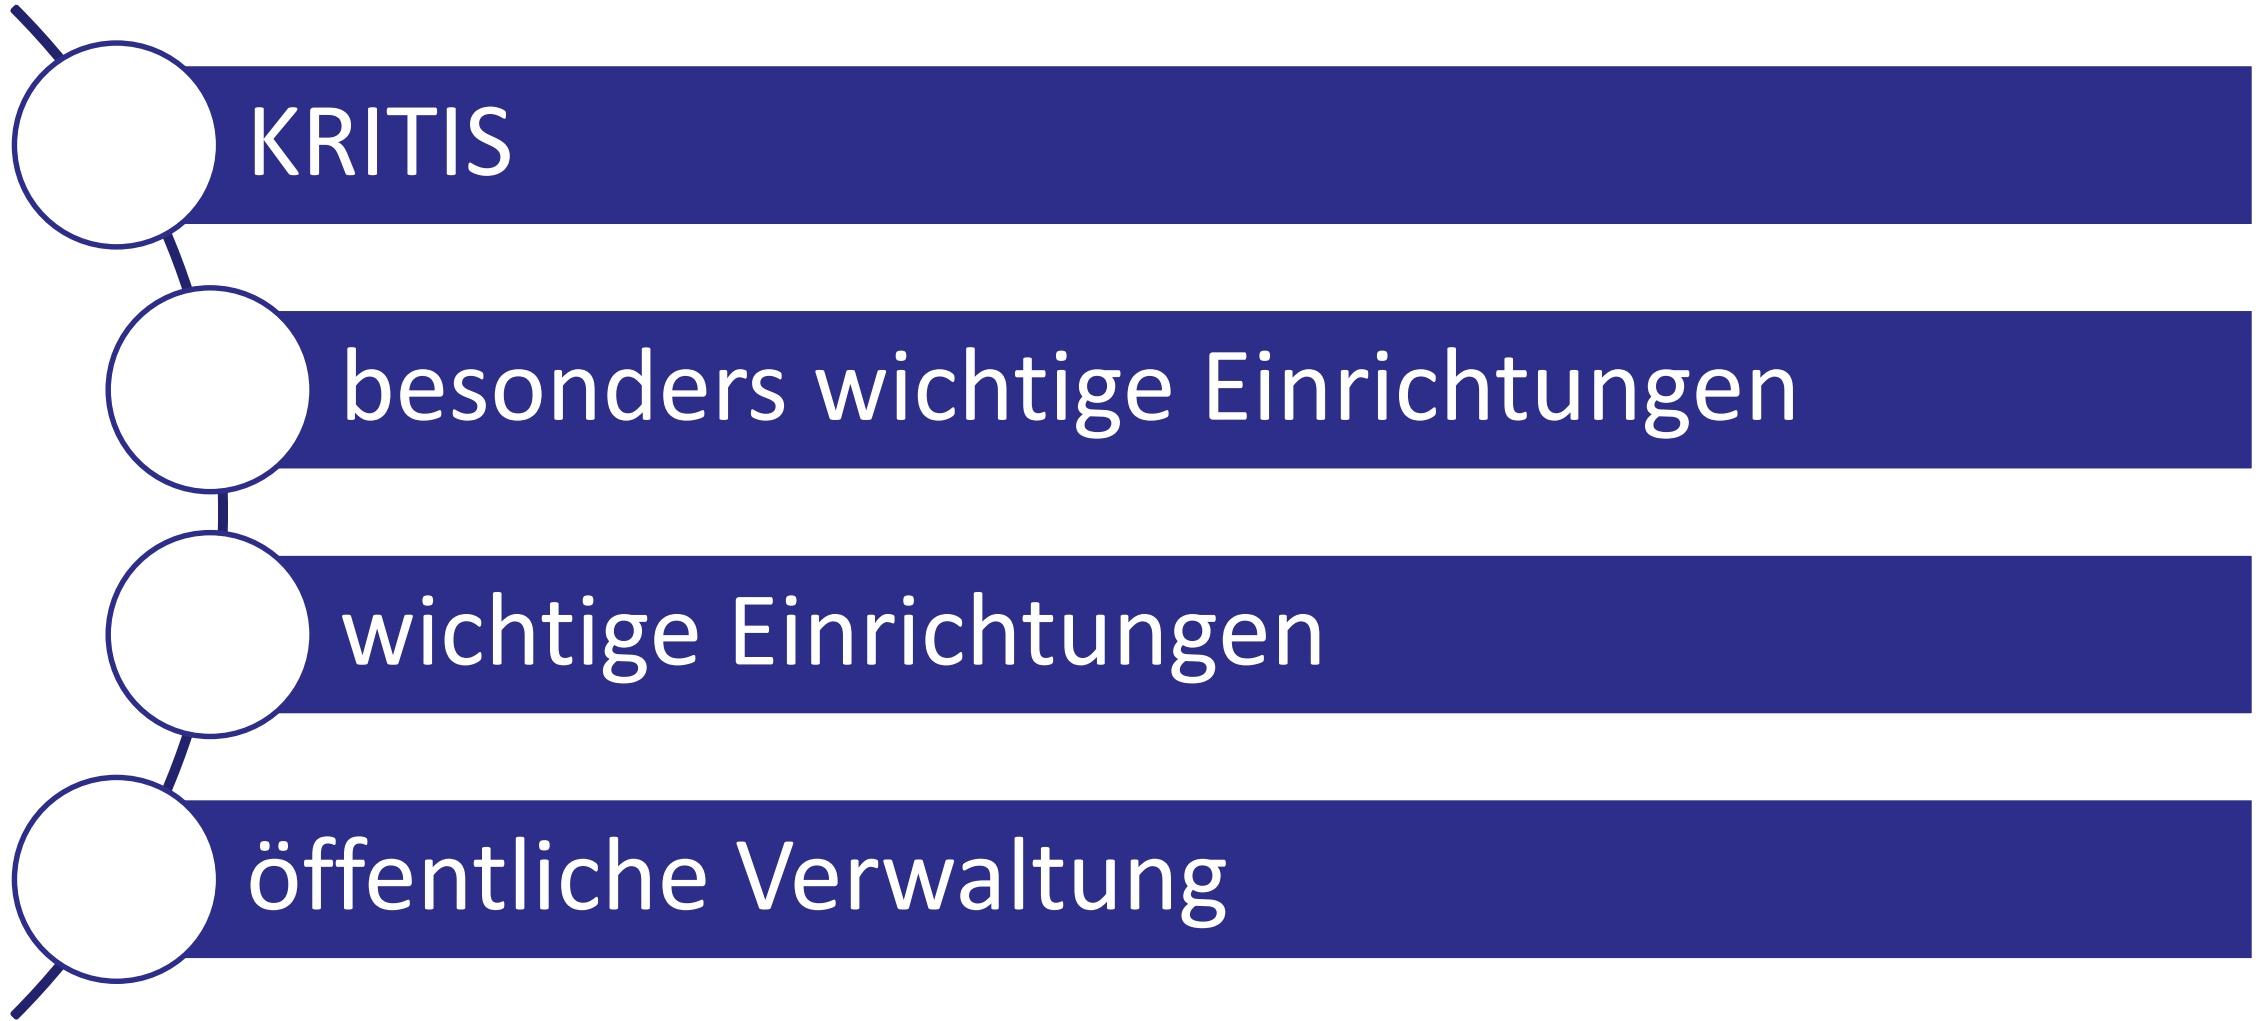 KRITIS
besonders wichtige Einrichtungen
wichtige Einrichtungen
öffentliche Verwaltung